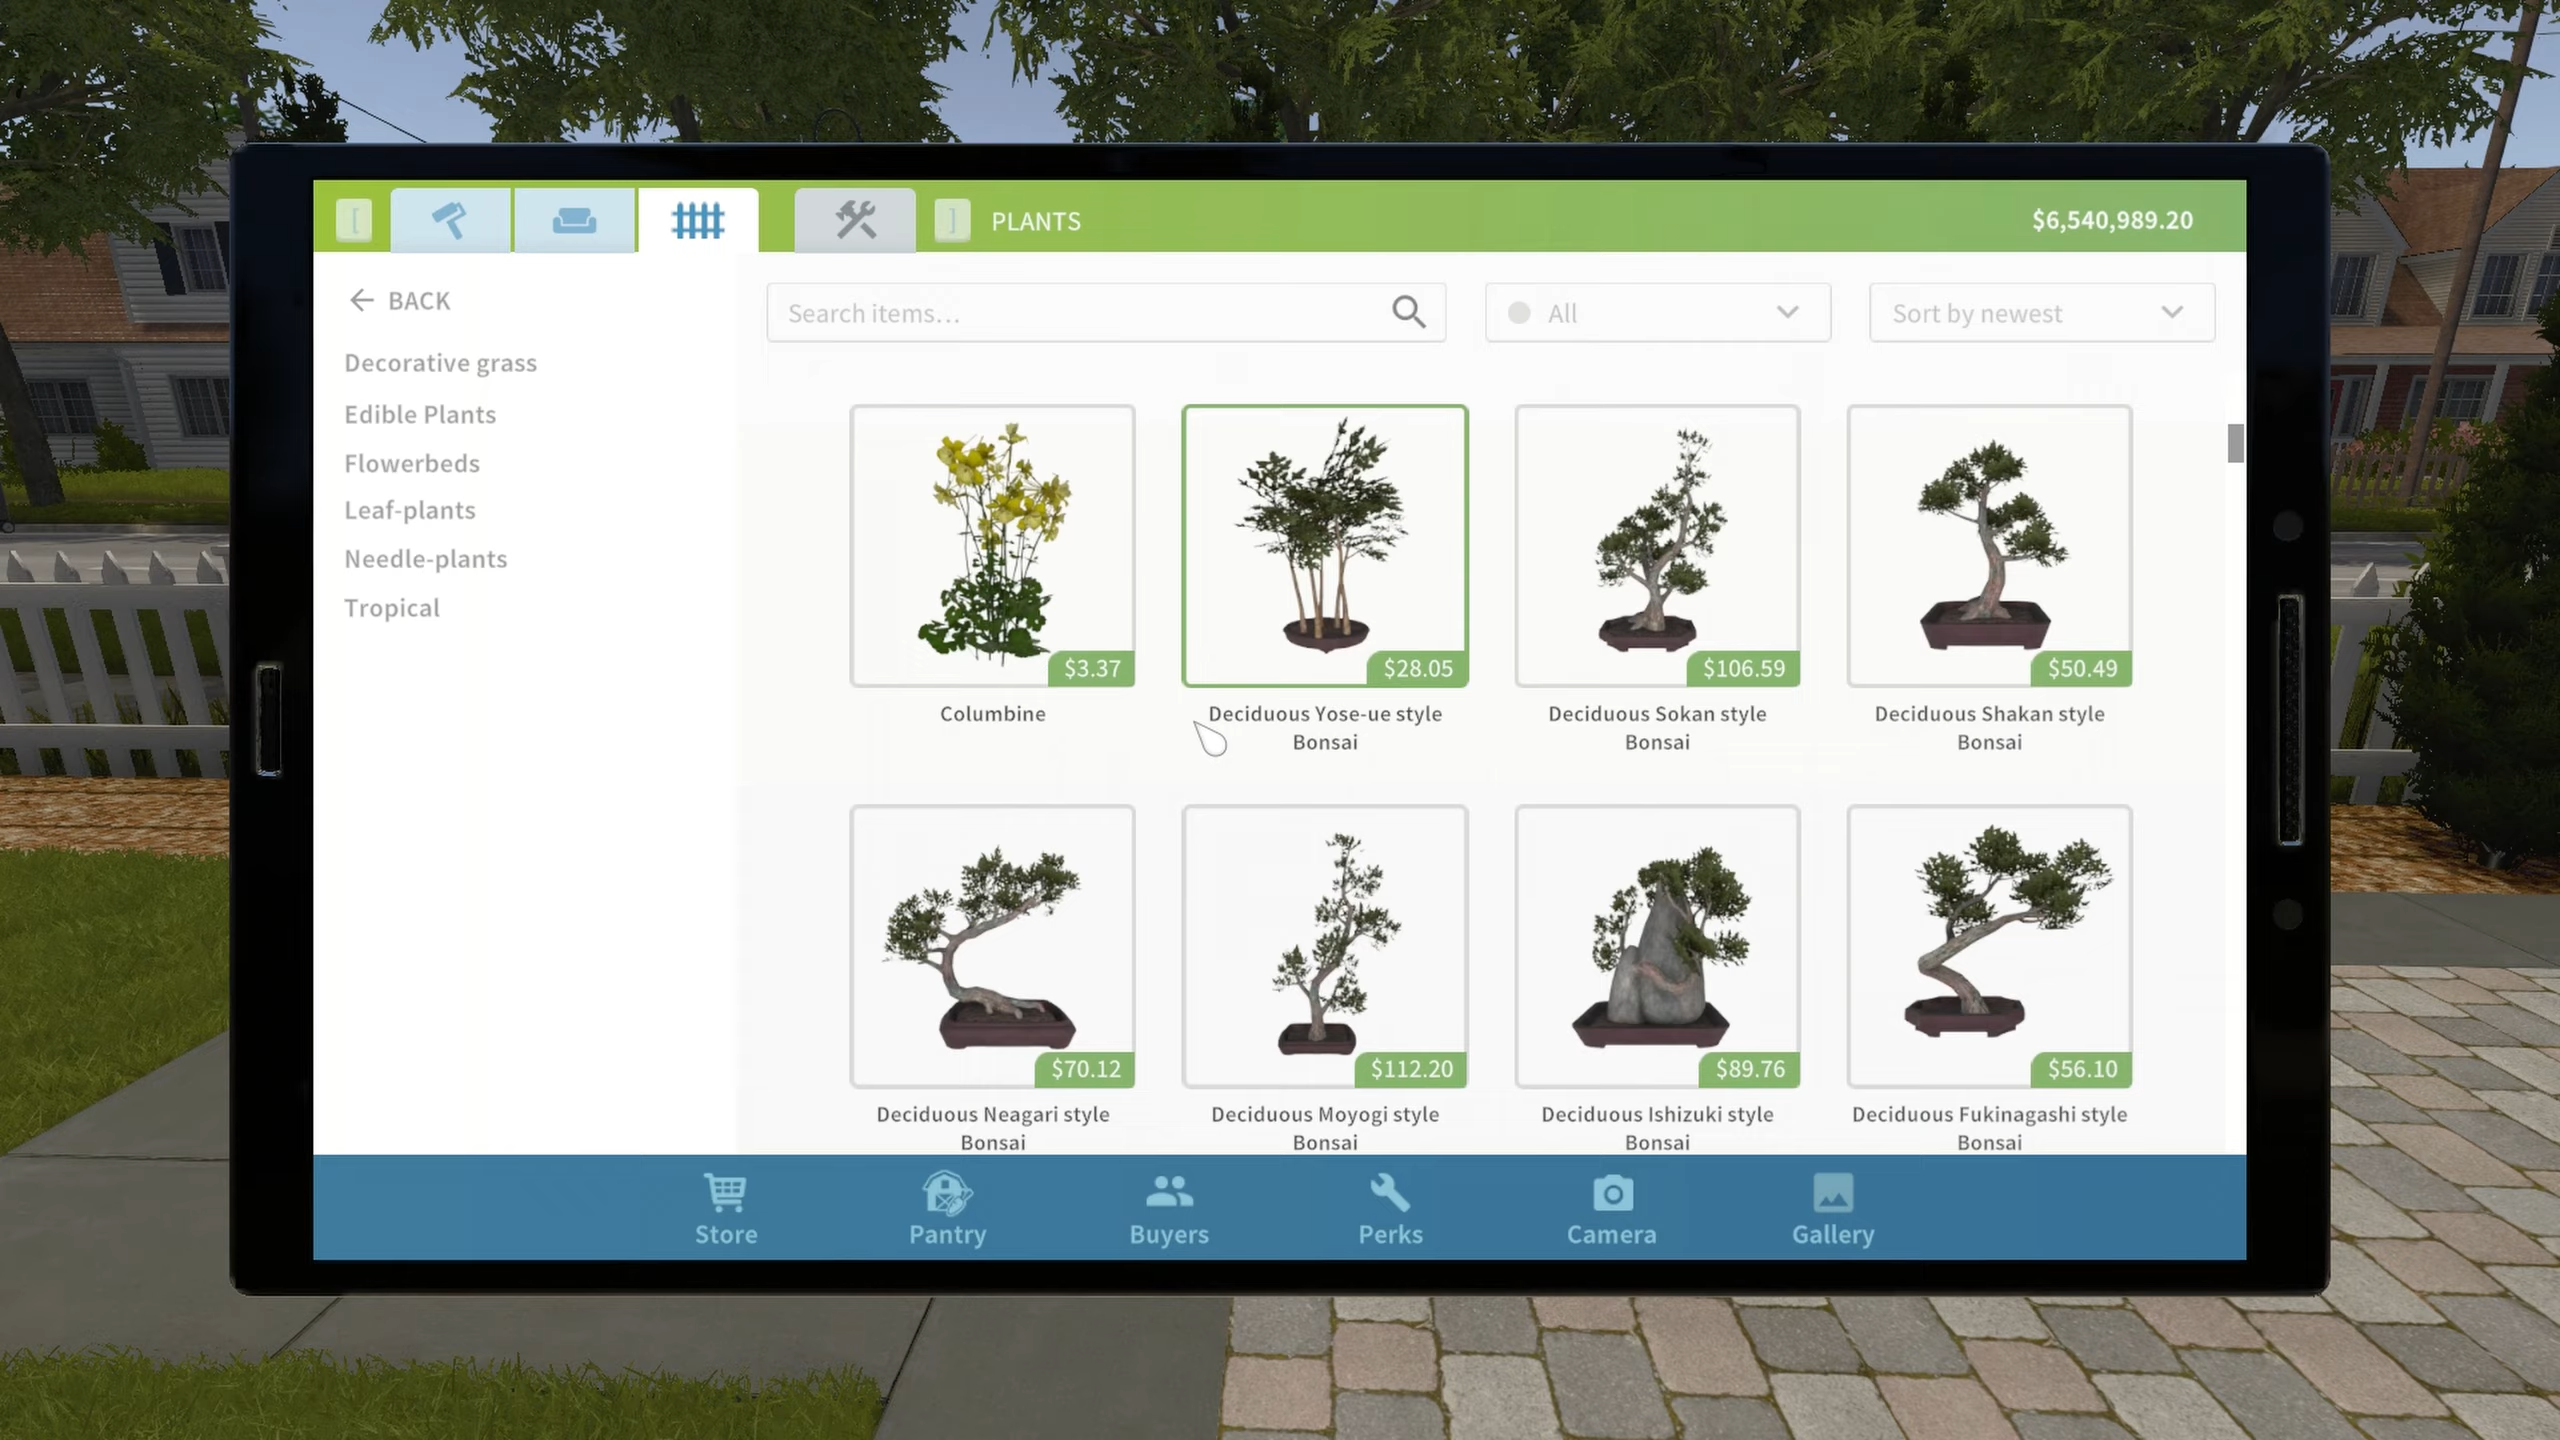 [
]
PLANTS
$6,540,989.20
BACK
Search items...
All
Sort by newest
Decorative grass
Edible Plants
Flowerbeds
Leaf-plants
Needle-plants
Tropical
$3.37
$28.05
$106.59
$50.49
Columbine
Deciduous Yose-ue style
Bonsai
Deciduous Sokan style
Bonsai
Deciduous Shakan style
Bonsai
$70.12
$112.20
$89.76
$56.10
Deciduous Neagari style
Bonsai
Deciduous Moyogi style
Bonsai
Deciduous Ishizuki style
Bonsai
Deciduous Fukinagashi style
Bonsai
Store
Pantry
Buyers
Perks
Camera
Gallery